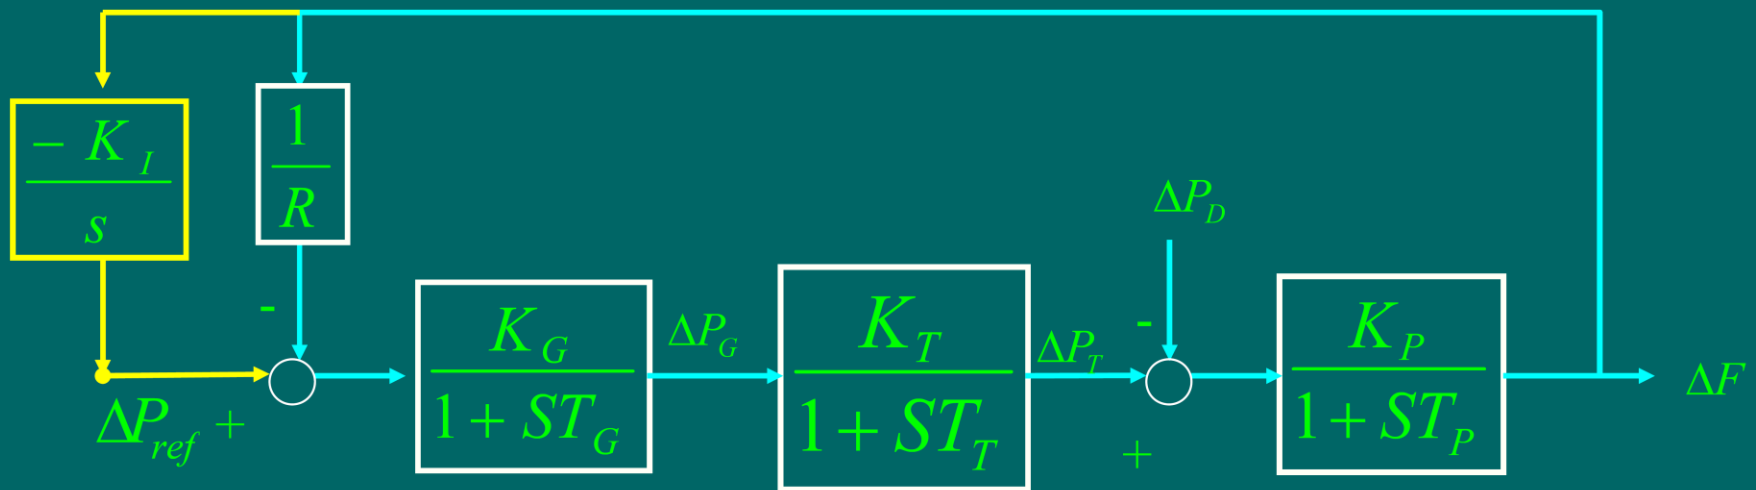 - K_I
s
1
R
-
ΔP_ref +
K_G
1 + ST_G
ΔP_G
K_T
1 + ST_T
ΔP_T
ΔP_D
-
+
K_P
1 + ST_P
ΔF